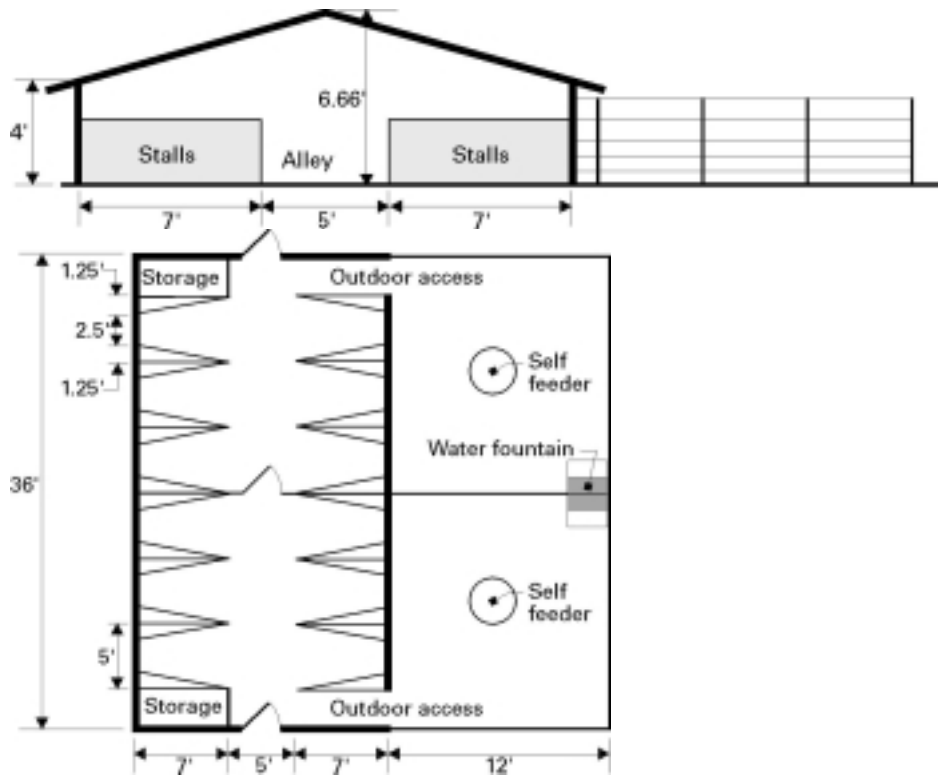 6.66'
4'
Stalls
Alley
Stalls
7'
5'
7'
1.25'
Storage
Outdoor access
2.5'
Self
feeder
1.25'
Water fountain
36'
Self
feeder
5'
Storage
Outdoor access
7'
5'
7'
12'